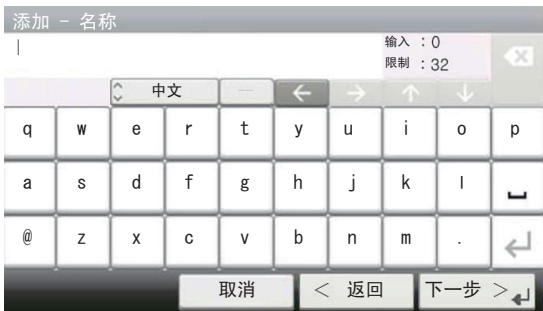 添加 - 名称
输入 :0
限制 :32
中文
q w e r t y u i o p
a s d f g h j k l
@ z x c v b n m .
取消 < 返回 下一步 >